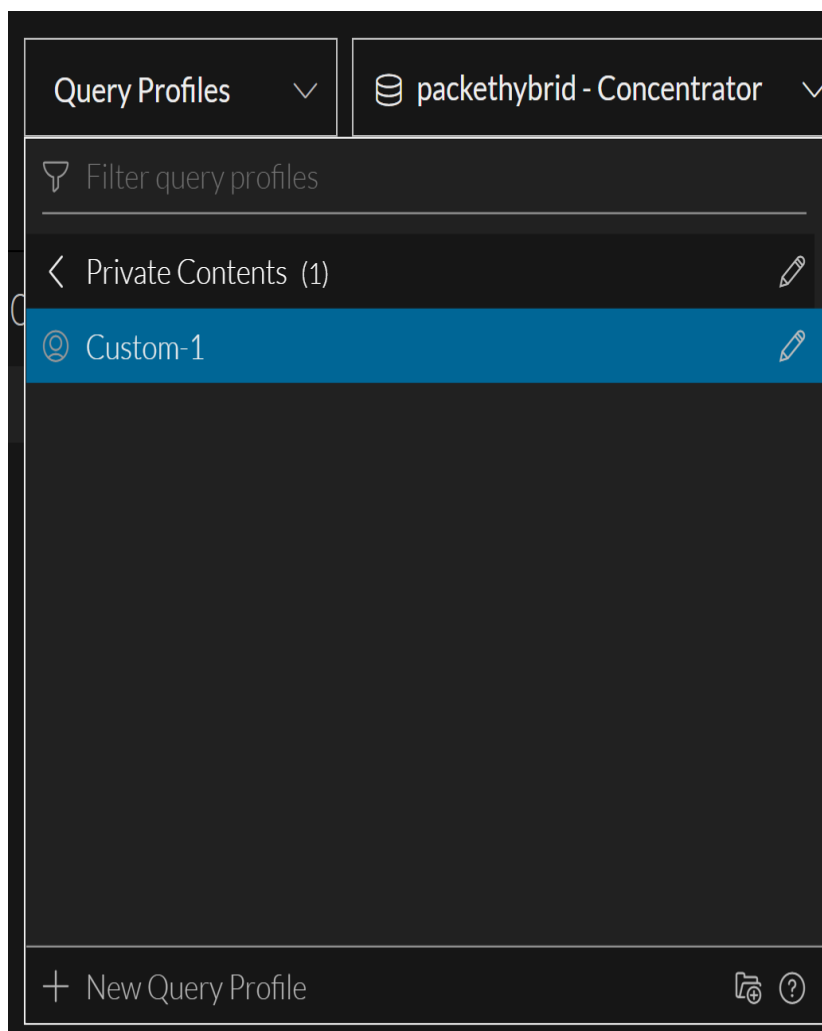 Query Profiles
packethybrid - Concentrator
Filter query profiles
Private Contents (1)
Custom-1
New Query Profile